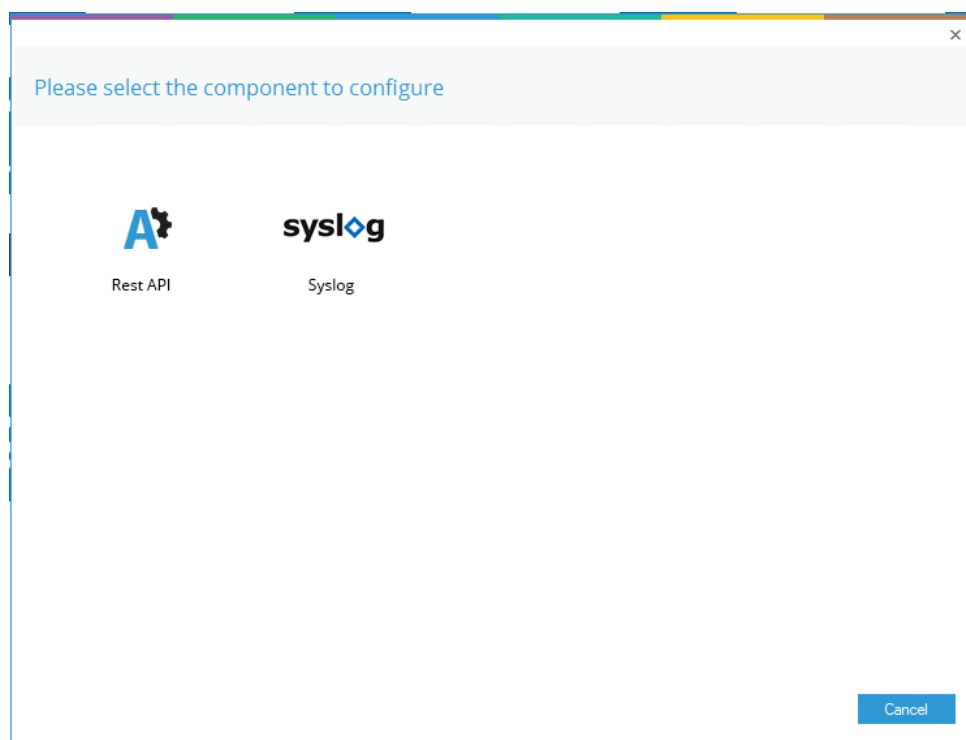 Please select the component to configure
syslog
Rest API
Syslog
Cancel